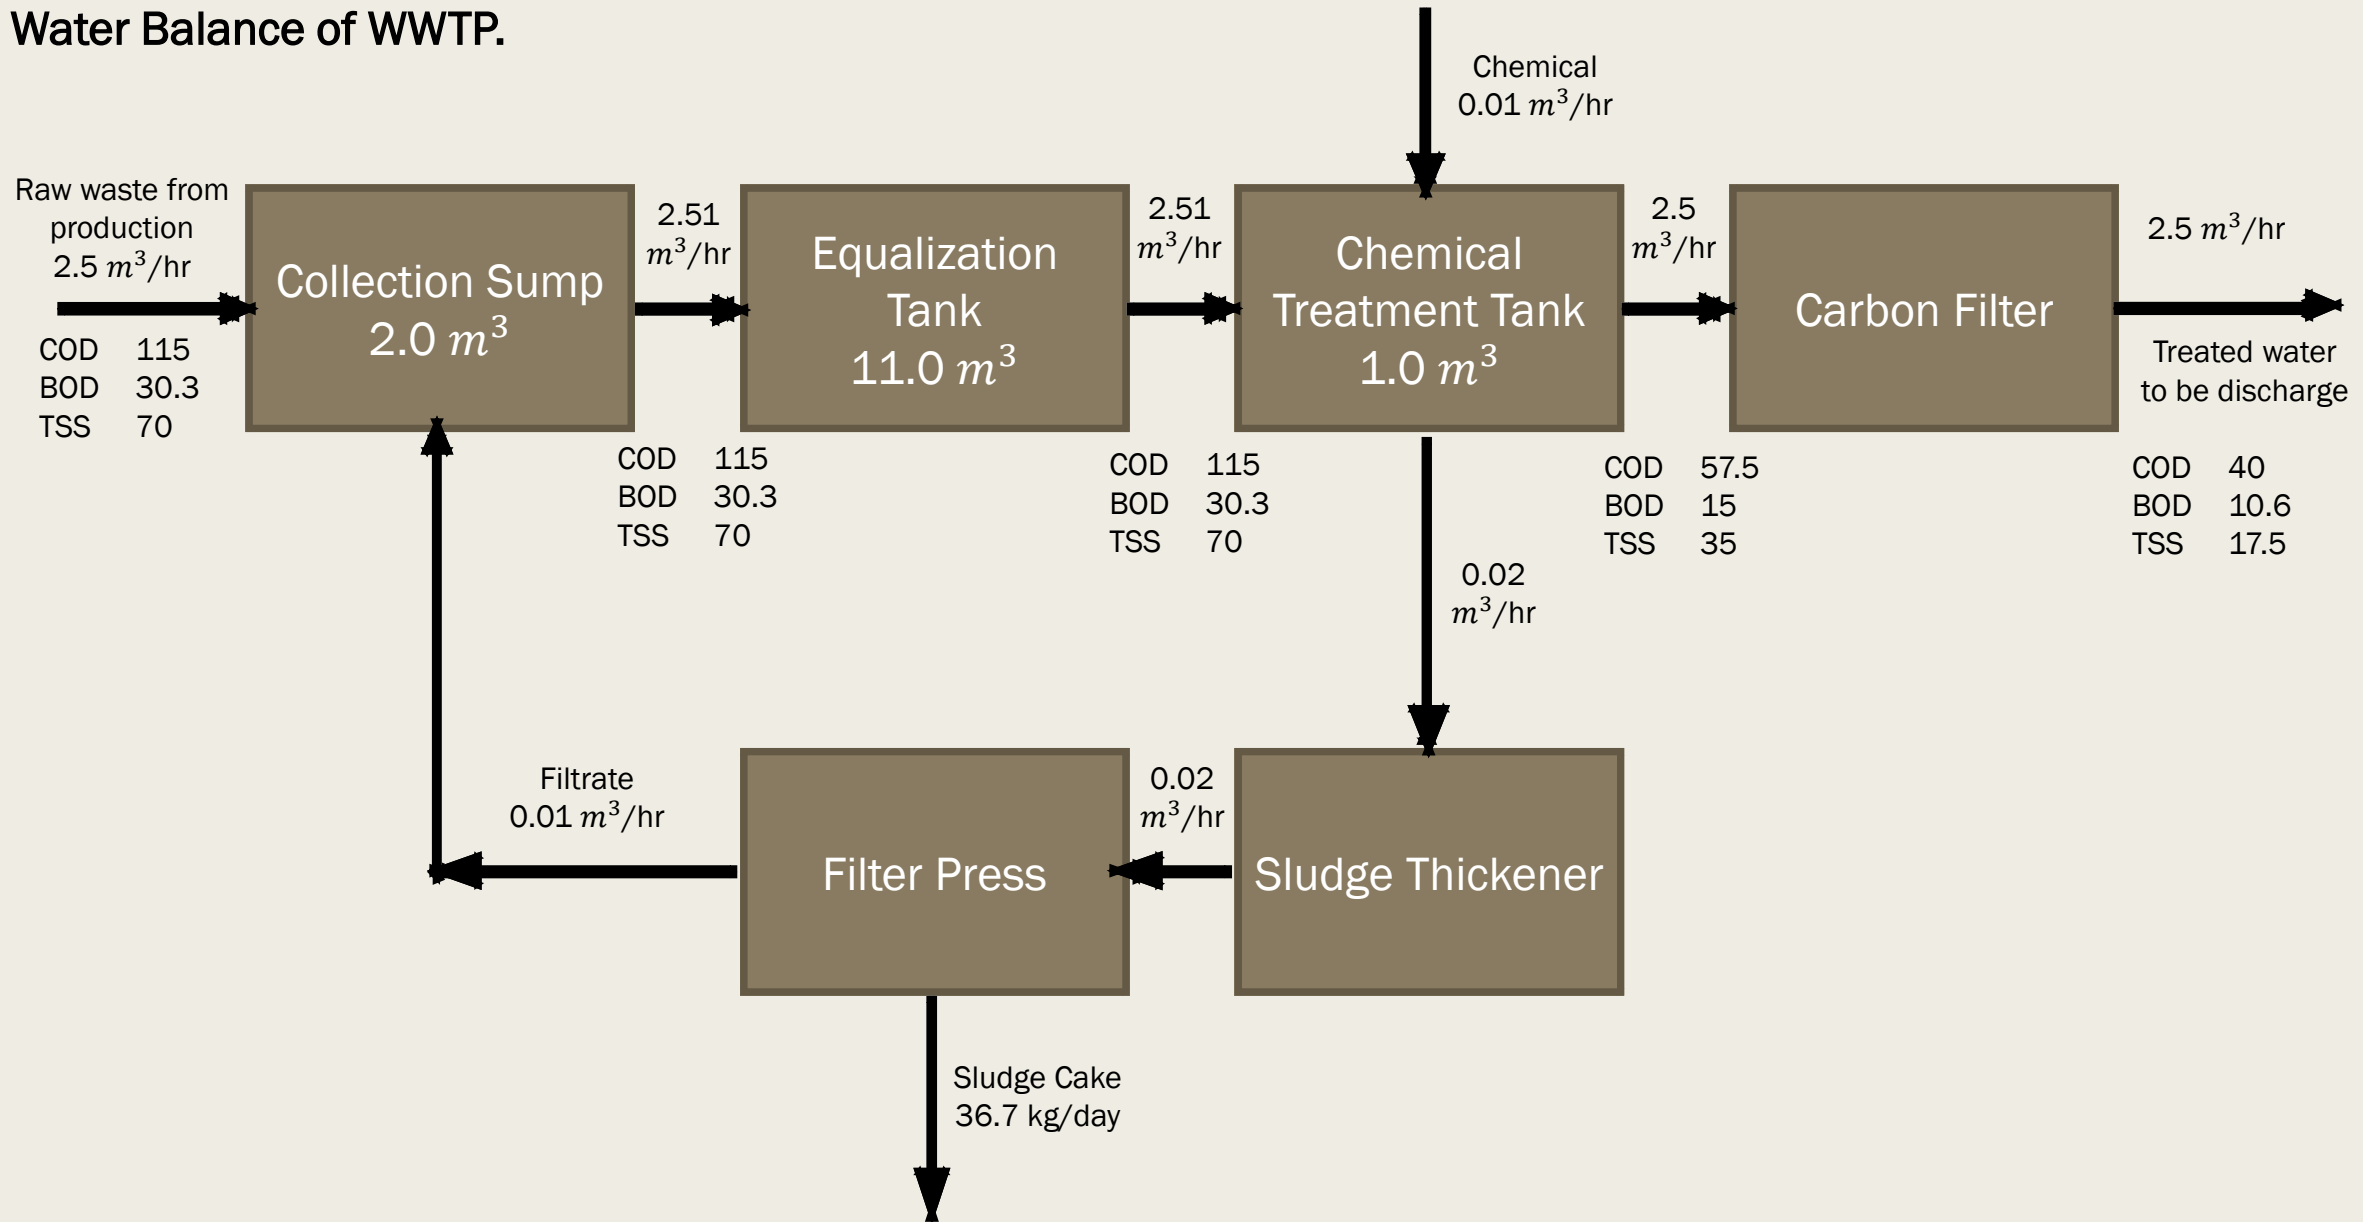 Water Balance of WWTP.
Chemical
0.01 m³/hr
Raw waste from
production
2.5 m³/hr
COD 115
BOD 30.3
TSS 70
Collection Sump
2.0 m³
2.51
m³/hr
COD 115
BOD 30.3
TSS 70
Equalization
Tank
11.0 m³
2.51
m³/hr
COD 115
BOD 30.3
TSS 70
Chemical
Treatment Tank
1.0 m³
2.5
m³/hr
COD 57.5
BOD 15
TSS 35
Carbon Filter
2.5 m³/hr
Treated water
to be discharge
COD 40
BOD 10.6
TSS 17.5
0.02
m³/hr
Sludge Thickener
0.02
m³/hr
Filter Press
Filtrate
0.01 m³/hr
Sludge Cake
36.7 kg/day